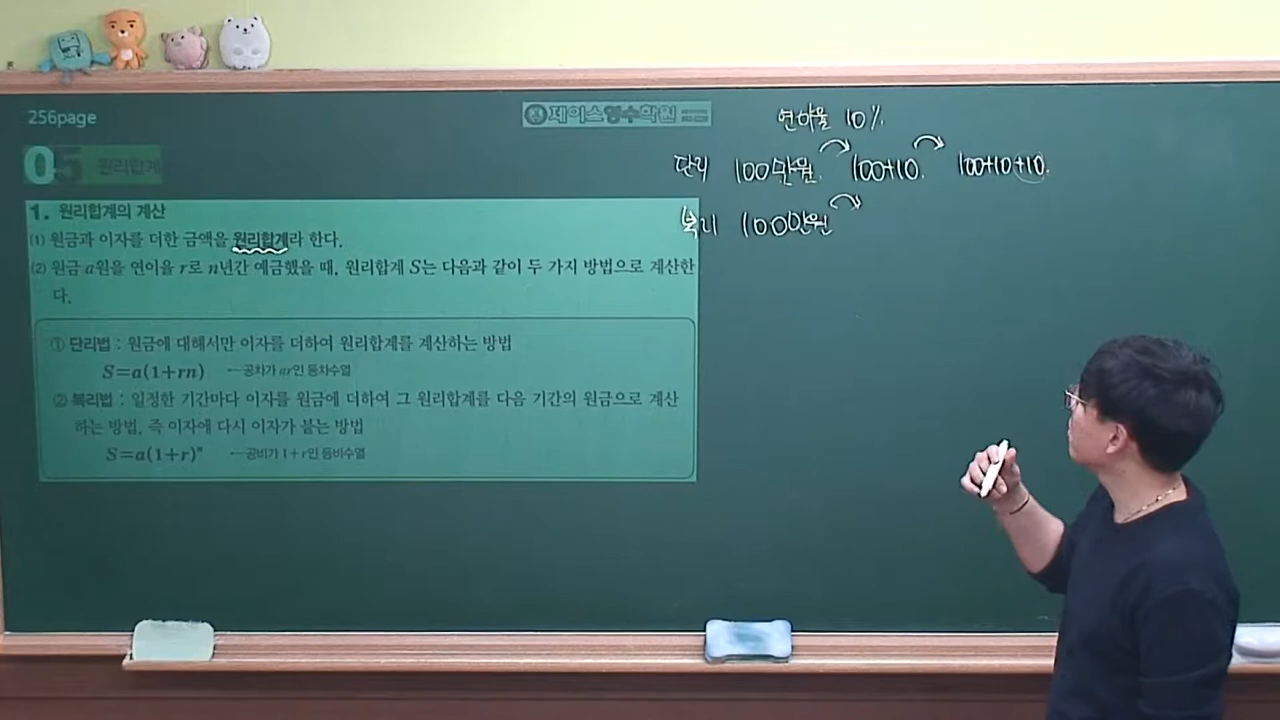 256page
제이스영수학원
05 원리합계
1. 원리합계의 계산
(1) 원금과 이자를 더한 금액을 원리합계라 한다.
(2) 원금 a원을 연이율 r로 n년간 예금했을 때, 원리합계 S는 다음과 같이 두 가지 방법으로 계산한
다.
① 단리법 : 원금에 대해서만 이자를 더하여 원리합계를 계산하는 방법
S=a(1+rn) ←공차가 ar인 등차수열
② 복리법 : 일정한 기간마다 이자를 원금에 더하여 그 원리합계를 다음 기간의 원금으로 계산
하는 방법, 즉 이자에 다시 이자가 붙는 방법
S=a(1+r)ⁿ ←공비가 1+r인 등비수열
연이율 10%
단리 100만원 100+10 100+10+10
복리 100만원